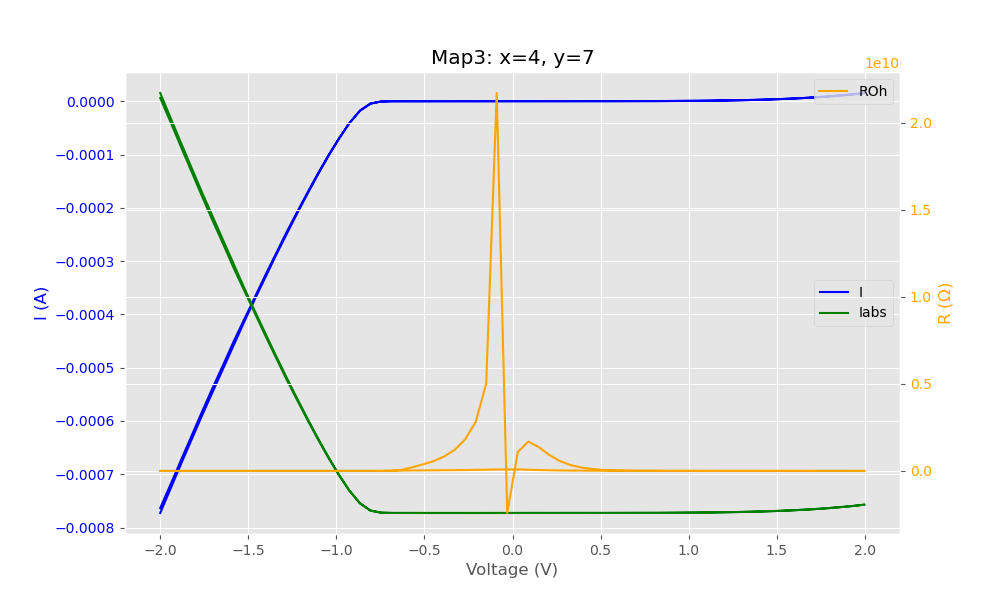 Map3: x=4, y=7
1e10
ROh
0.0000
−0.0001
−0.0002
−0.0003
−0.0004
−0.0005
−0.0006
−0.0007
−0.0008
I (A)
I
Iabs
2.0
1.5
1.0
0.5
0.0
R (Ω)
−2.0 −1.5 −1.0 −0.5 0.0 0.5 1.0 1.5 2.0
Voltage (V)